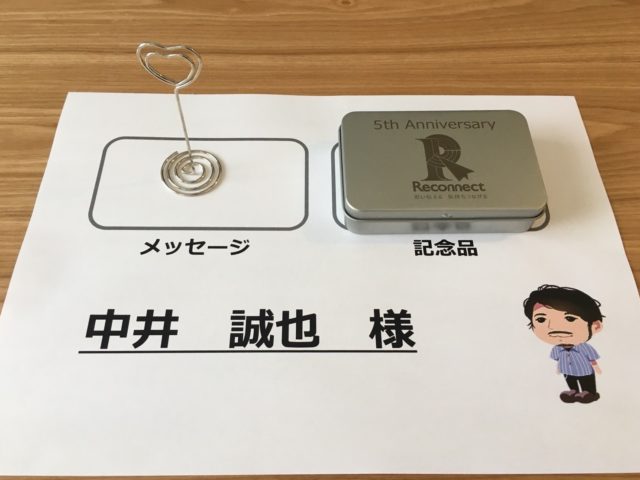 5th Anniversary
R
Reconnect
メッセージ
記念品
中井 誠也 様